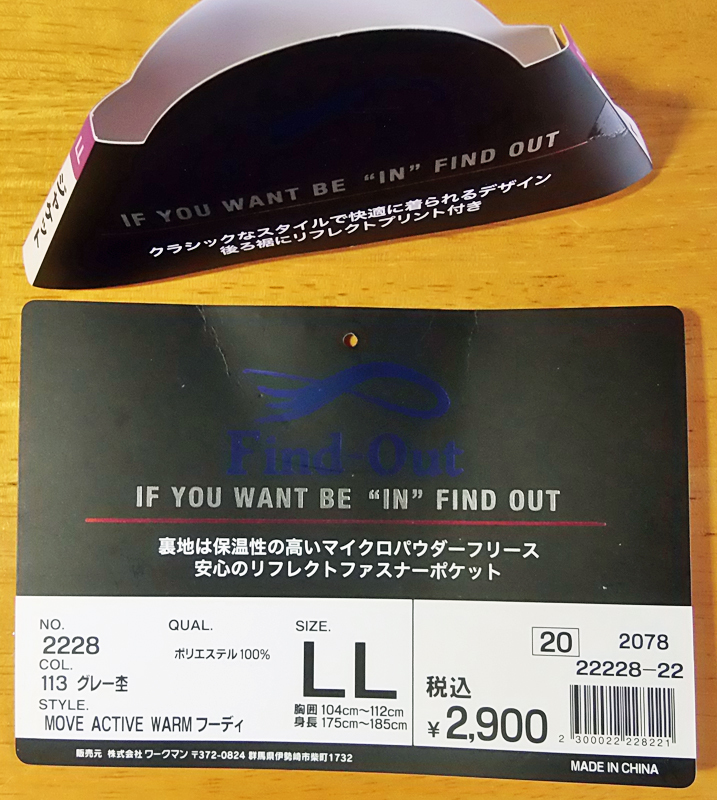 LL
ジャケット
IF YOU WANT BE “IN” FIND OUT
クラシックなスタイルで快適に着られるデザイン
後ろ裾にリフレクトプリント付き
Find-Out
IF YOU WANT BE “IN” FIND OUT
裏地は保温性の高いマイクロパウダーフリース
安心のリフレクトファスナーポケット
NO.
2228
COL.
113 グレー杢
STYLE.
MOVE ACTIVE WARM フーディ
QUAL.
ポリエステル100%
SIZE.
LL
胸囲 104cm〜112cm
身長 175cm〜185cm
20 2078
22228-22
税込
¥2,900
2 300022 228221
販売元 株式会社 ワークマン 〒372-0824 群馬県伊勢崎市柴町1732
MADE IN CHINA